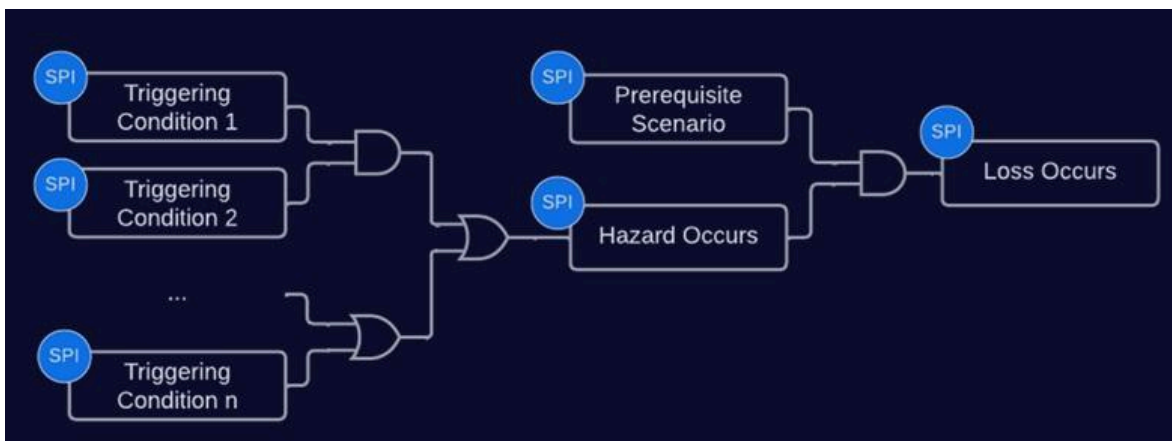 SPI
Triggering
Condition 1
SPI
Triggering
Condition 2
...
SPI
Triggering
Condition n
SPI
Prerequisite
Scenario
SPI
Hazard Occurs
SPI
Loss Occurs